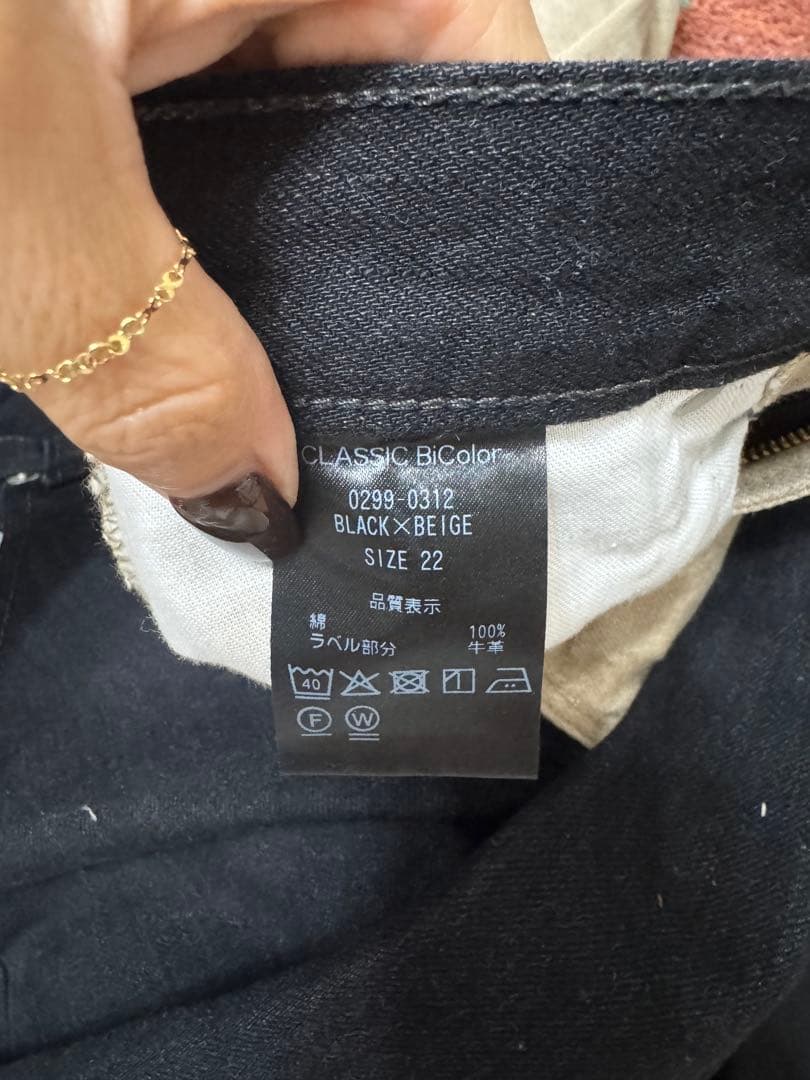 CLASSIC BiColor
0299-0312
BLACK×BEIGE
SIZE 22
品質表示
綿 100%
ラベル部分 牛革
40
F W